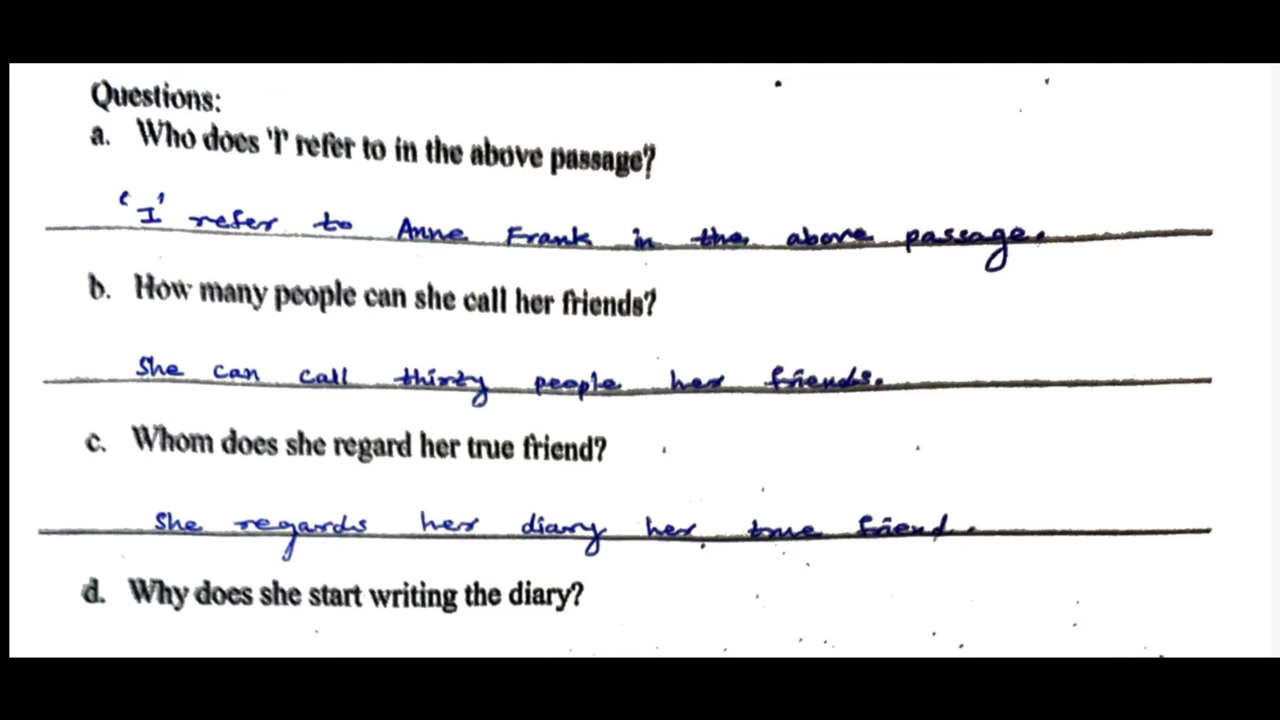 Questions:
a. Who does 'I' refer to in the above passage?
'I' refer to Anne Frank in the above passage.
b. How many people can she call her friends?
She can call thirty people her friends.
c. Whom does she regard her true friend?
She regards her diary her true friend.
d. Why does she start writing the diary?